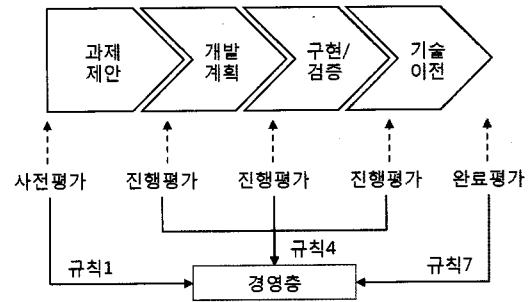 과제
제안
개발
계획
구현/
검증
기술
이전
사전평가 진행평가 진행평가 진행평가 완료평가
규칙1 규칙4 규칙7
경영층